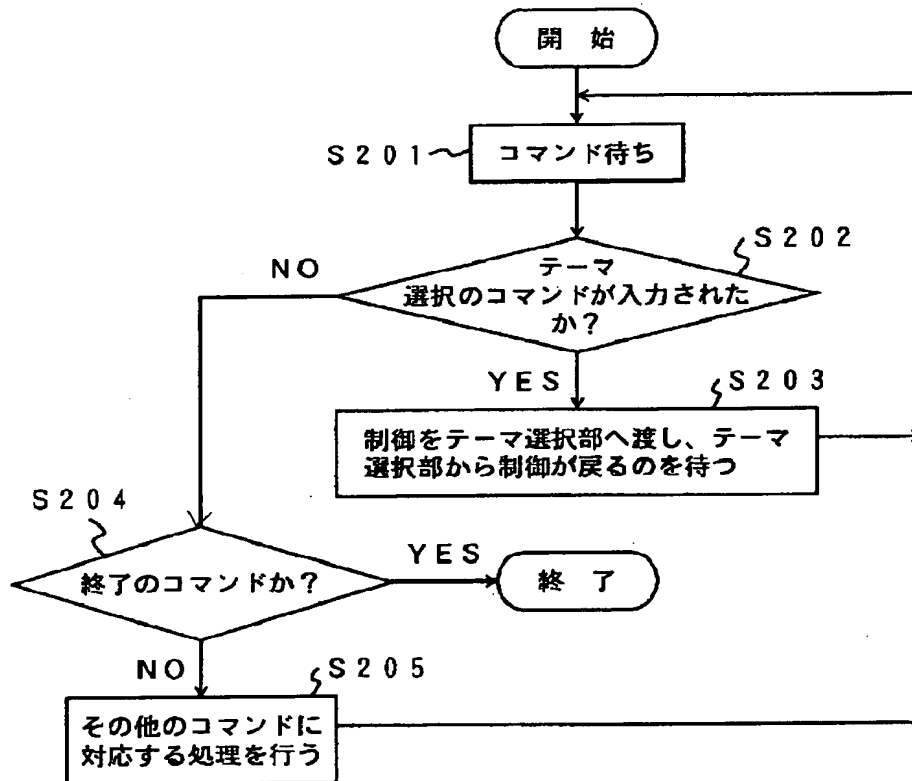 開 始
S201
コマンド待ち
S202
テーマ
選択のコマンドが入力された
か？
NO
YES
S203
制御をテーマ選択部へ渡し、テーマ
選択部から制御が戻るのを待つ
S204
終了のコマンドか？
YES
終 了
NO
S205
その他のコマンドに
対応する処理を行う